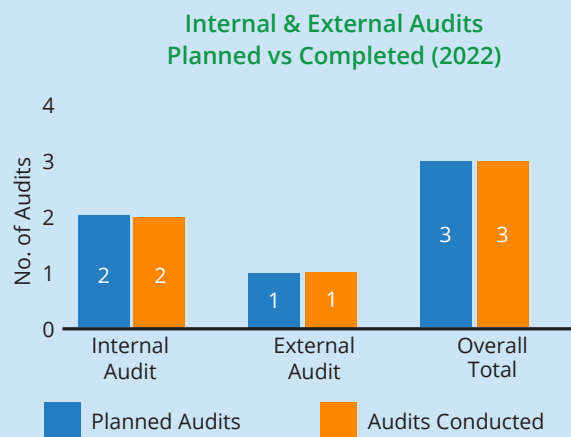 Internal & External Audits
Planned vs Completed (2022)
No. of Audits
4
3
2
1
0
2
2
1
1
3
3
Internal
Audit
External
Audit
Overall
Total
Planned Audits
Audits Conducted